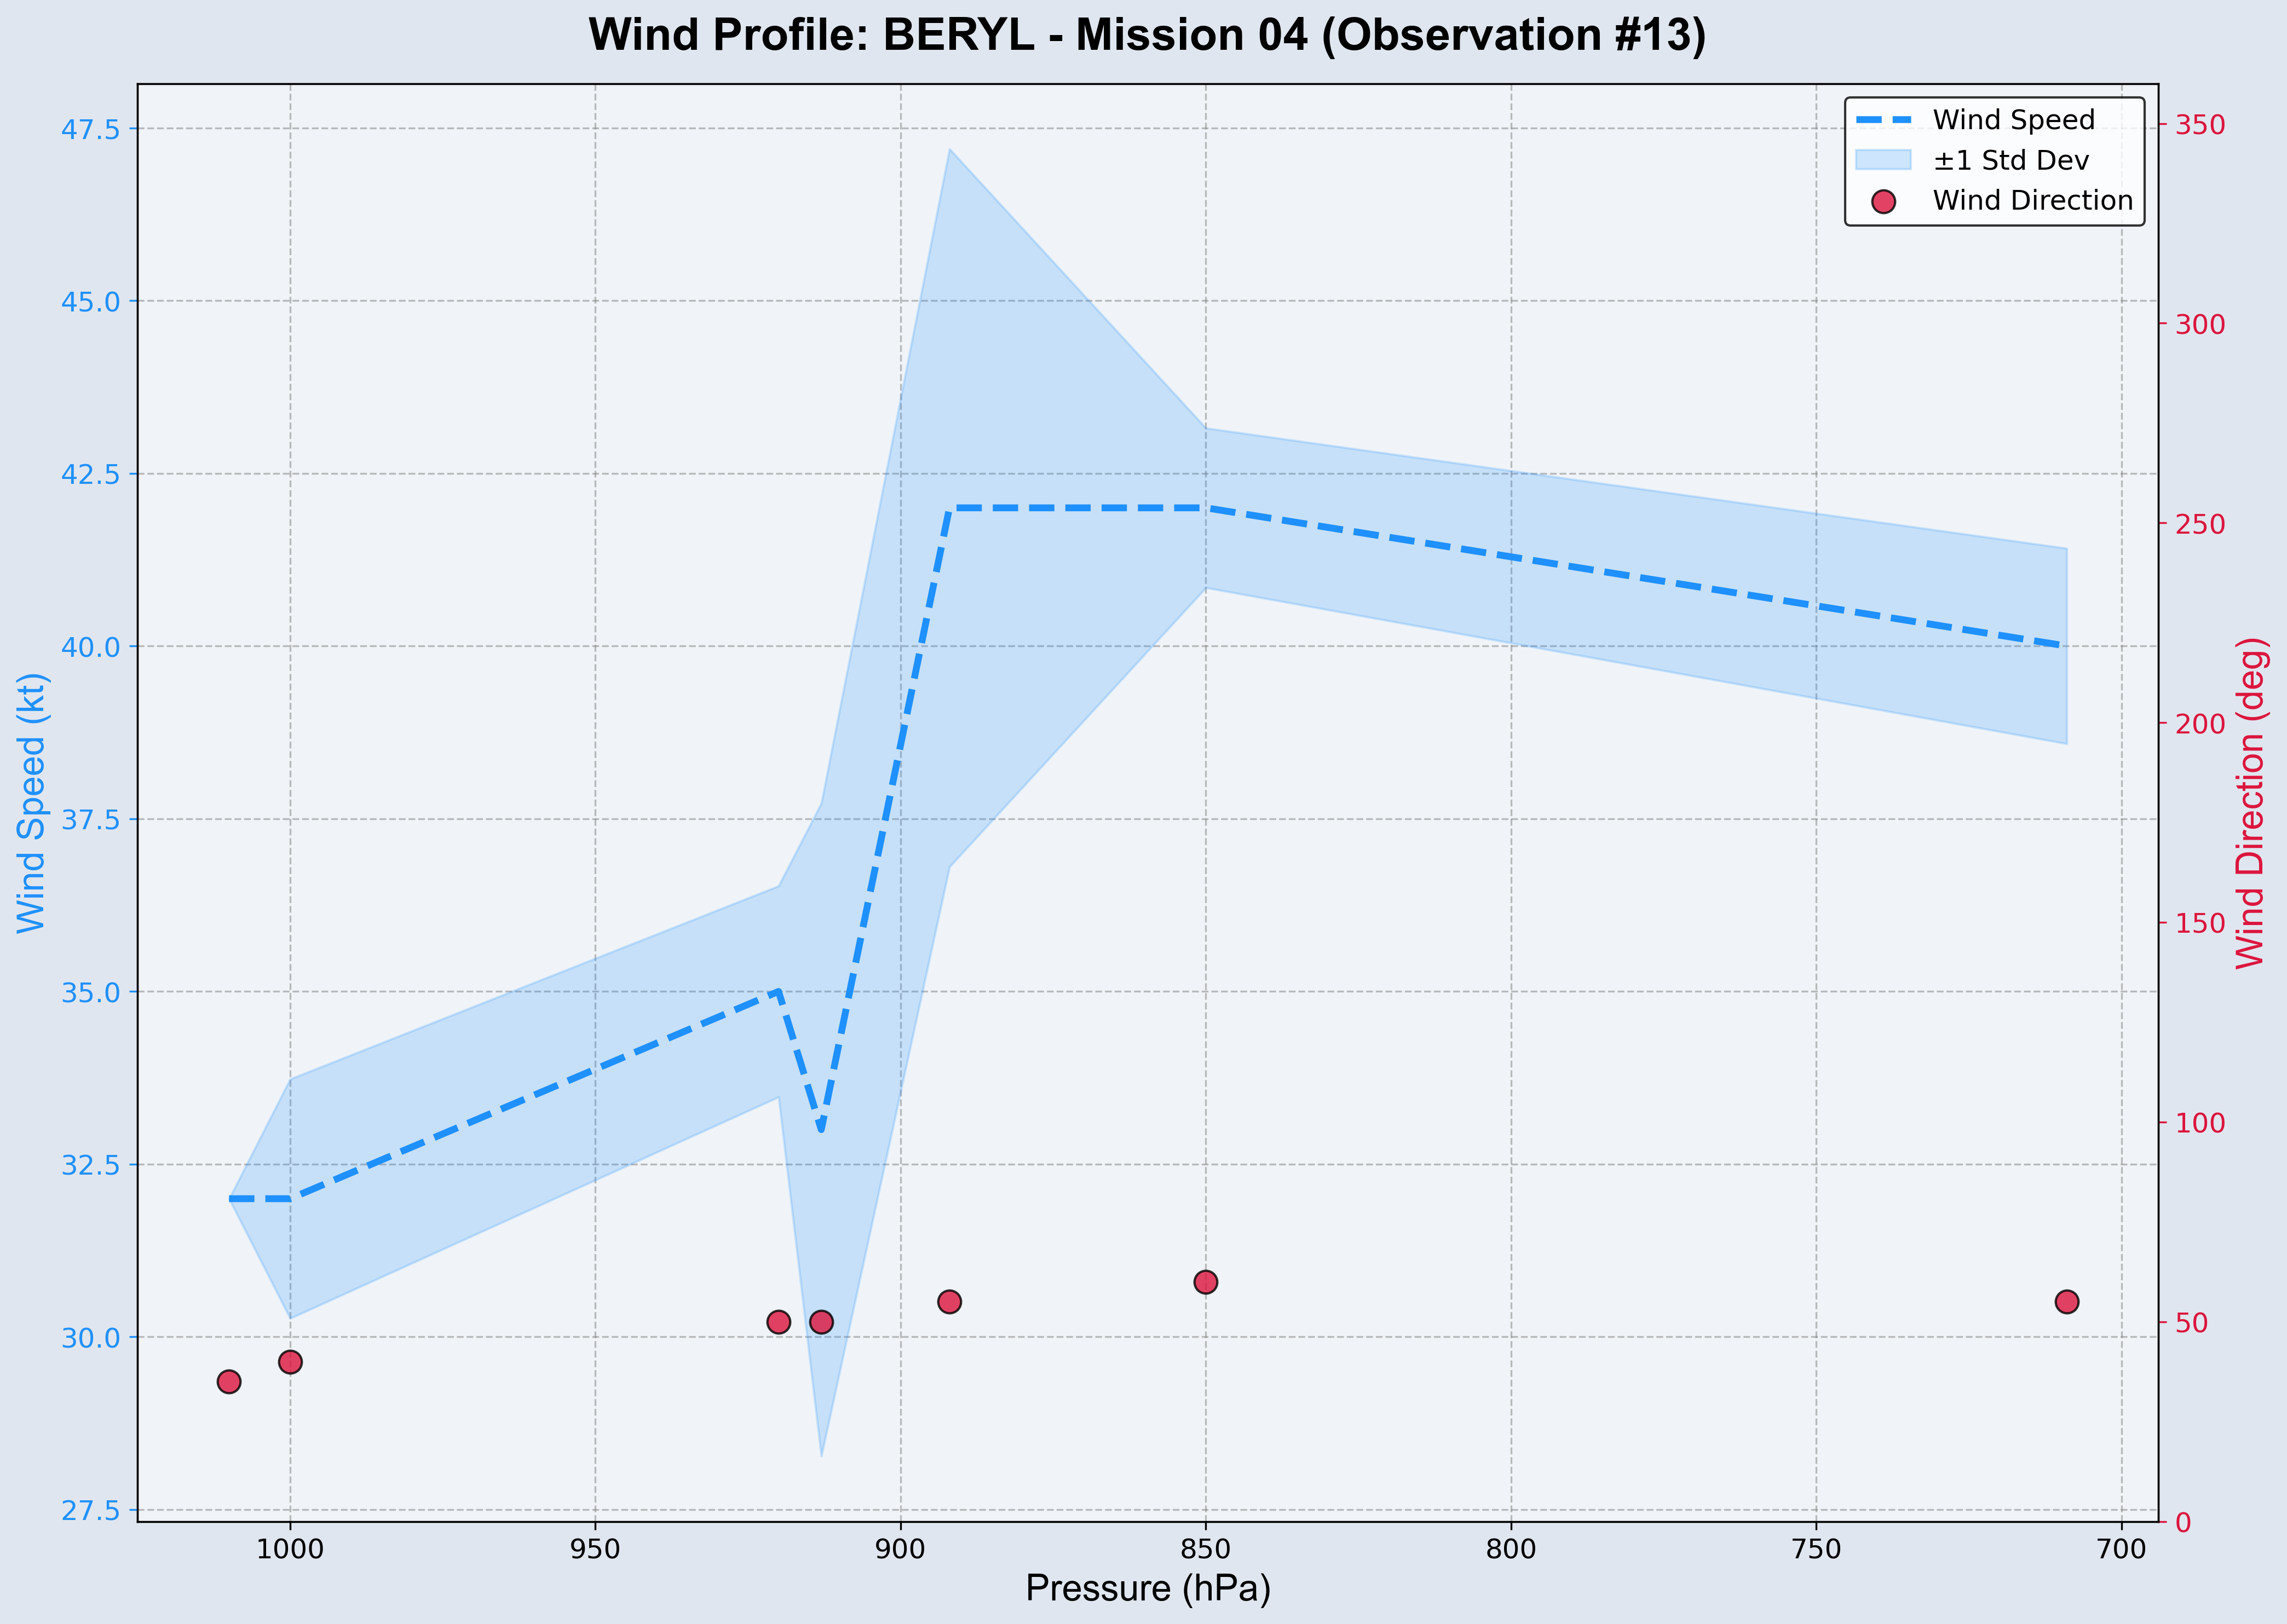 Wind Profile: BERYL - Mission 04 (Observation #13)
Wind Speed
±1 Std Dev
Wind Direction
47.5
45.0
42.5
40.0
37.5
35.0
32.5
30.0
27.5
Wind Speed (kt)
350
300
250
200
150
100
50
0
Wind Direction (deg)
1000 950 900 850 800 750 700
Pressure (hPa)